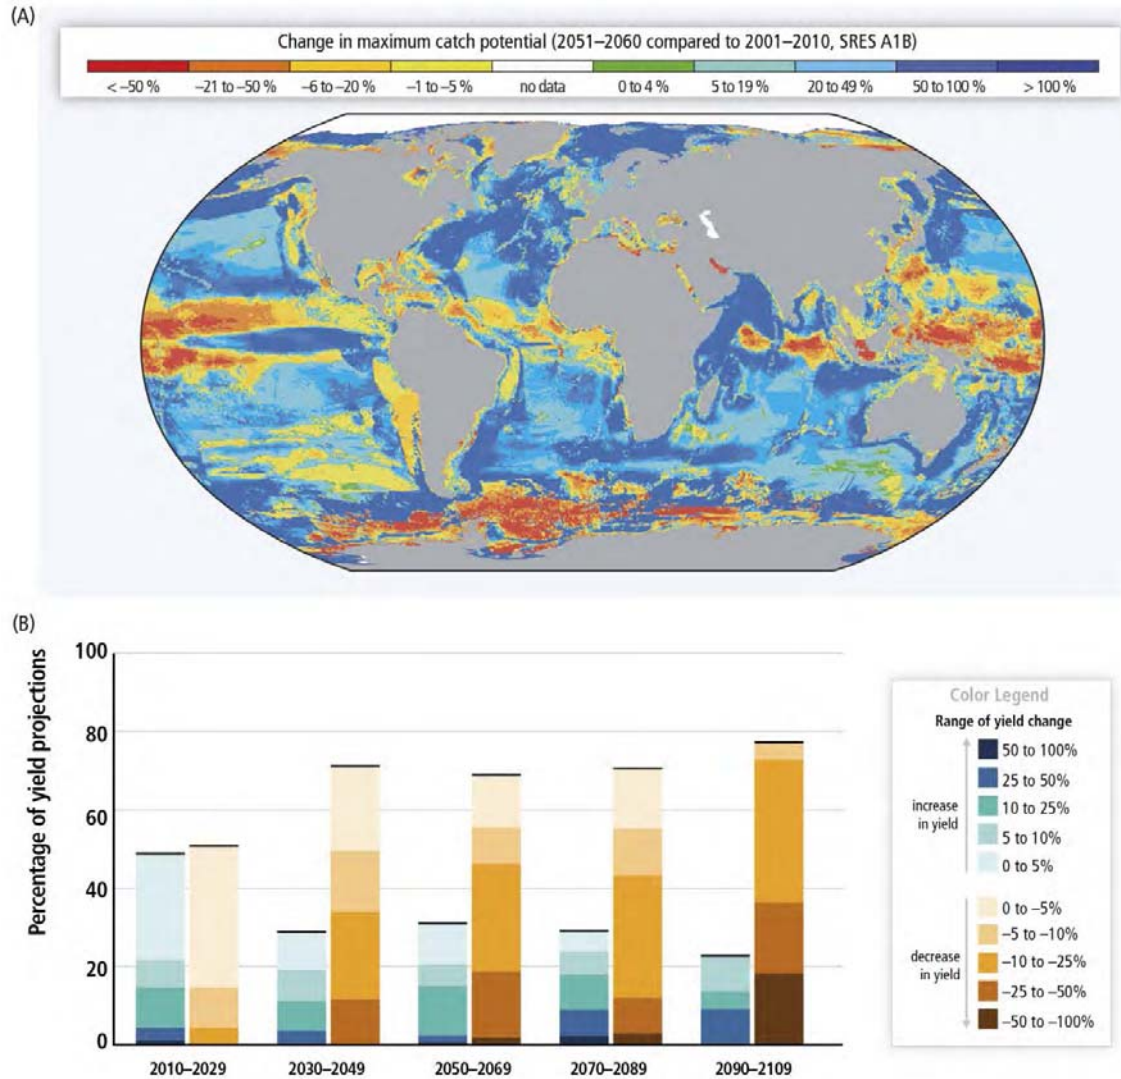 (A)
Change in maximum catch potential (2051–2060 compared to 2001–2010, SRES A1B)
< –50 % –21 to –50 % –6 to –20 % –1 to –5 % no data 0 to 4 % 5 to 19 % 20 to 49 % 50 to 100 % > 100 %
(B)
Percentage of yield projections
100
80
60
40
20
0
2010–2029 2030–2049 2050–2069 2070–2089 2090–2109
Color Legend
Range of yield change
increase
in yield
50 to 100%
25 to 50%
10 to 25%
5 to 10%
0 to 5%
decrease
in yield
0 to –5%
–5 to –10%
–10 to –25%
–25 to –50%
–50 to –100%